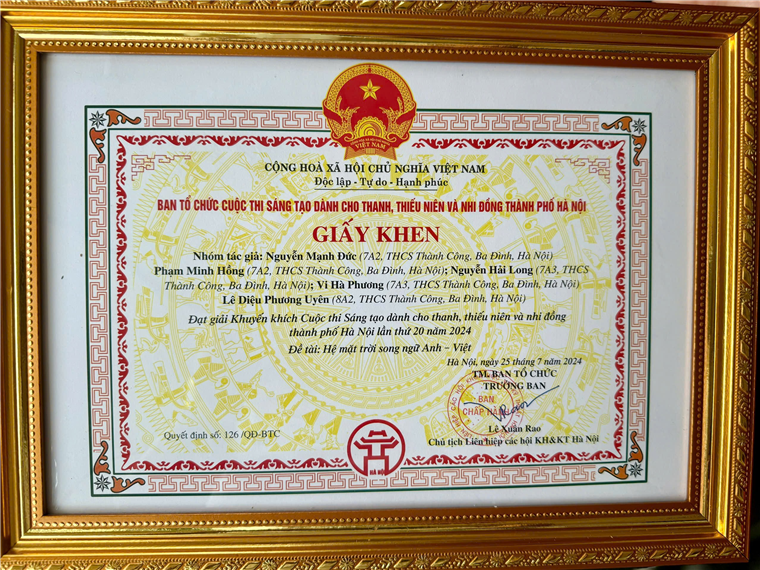 VIỆT NAM
CỘNG HOÀ XÃ HỘI CHỦ NGHĨA VIỆT NAM
Độc lập - Tự do - Hạnh phúc
BAN TỔ CHỨC CUỘC THI SÁNG TẠO DÀNH CHO THANH, THIẾU NIÊN VÀ NHI ĐỒNG THÀNH PHỐ HÀ NỘI
GIẤY KHEN
Nhóm tác giả: Nguyễn Mạnh Đức (7A2, THCS Thành Công, Ba Đình, Hà Nội)
Phạm Minh Hồng (7A2, THCS Thành Công, Ba Đình, Hà Nội); Nguyễn Hải Long (7A3, THCS
Thành Công, Ba Đình, Hà Nội); Vi Hà Phương (7A3, THCS Thành Công, Ba Đình, Hà Nội)
Lê Diệu Phương Uyên (8A2, THCS Thành Công, Ba Đình, Hà Nội)
Đạt giải Khuyến khích Cuộc thi Sáng tạo dành cho thanh, thiếu niên và nhi đồng
thành phố Hà Nội lần thứ 20 năm 2024
Đề tài: Hệ mặt trời song ngữ Anh – Việt
Hà Nội, ngày 25 tháng 7 năm 2024
TM. BAN TỔ CHỨC
TRƯỞNG BAN
BAN
CHẤP HÀNH
Lê Xuân Rao
Chủ tịch Liên hiệp các hội KH&KT Hà Nội
Quyết định số: 126 /QĐ-BTC
HÀ NỘI